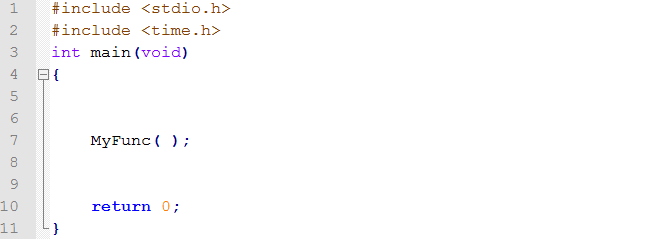 1 #include <stdio.h>
2 #include <time.h>
3 int main(void)
4 {
5
6
7     MyFunc( );
8
9
10     return 0;
11 }